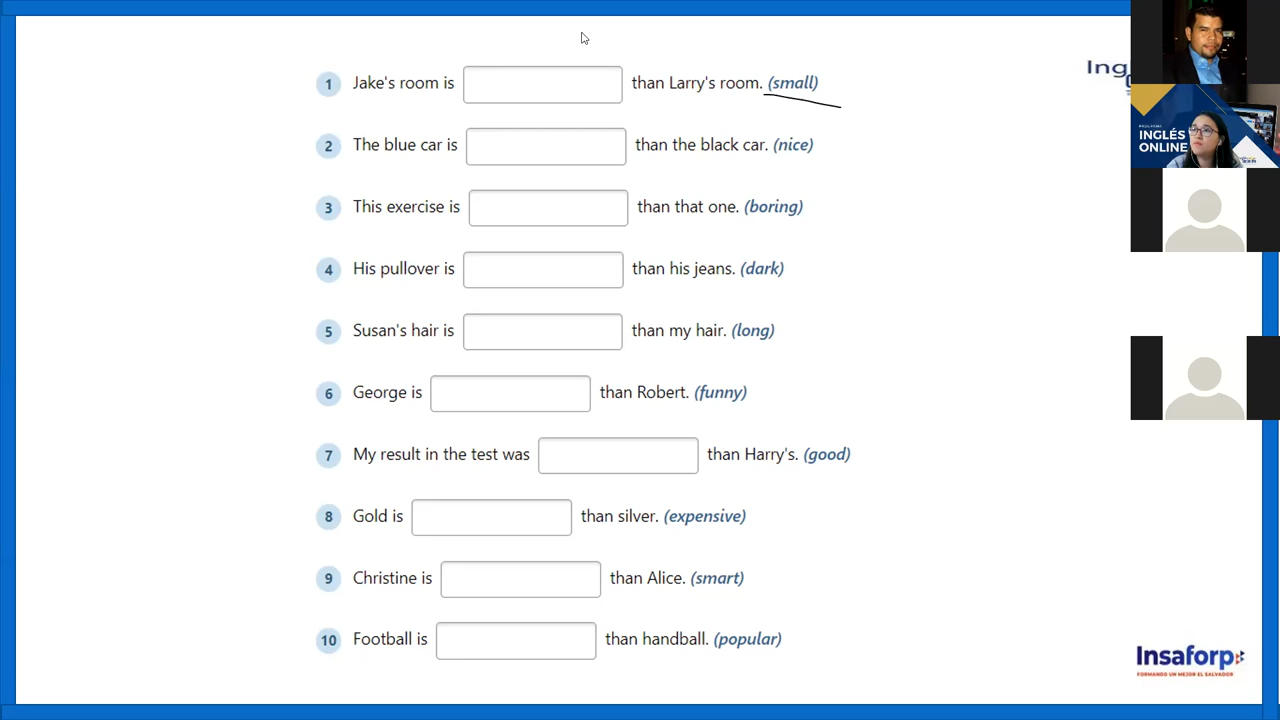 1 Jake's room is than Larry's room. (small)
2 The blue car is than the black car. (nice)
3 This exercise is than that one. (boring)
4 His pullover is than his jeans. (dark)
5 Susan's hair is than my hair. (long)
6 George is than Robert. (funny)
7 My result in the test was than Harry's. (good)
8 Gold is than silver. (expensive)
9 Christine is than Alice. (smart)
10 Football is than handball. (popular)
Ing
INGLÉS
ONLINE
Insaforp
FORMANDO UN MEJOR EL SALVADOR